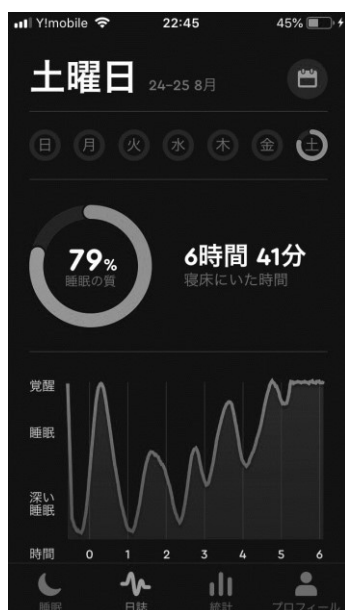 Y!mobile 22:45 45%
土曜日 24–25 8月
日 月 火 水 木 金 土
79%
睡眠の質
6時間 41分
寝床にいた時間
覚醒
睡眠
深い
睡眠
時間 0 1 2 3 4 5 6
睡眠 日誌 統計 プロフィール